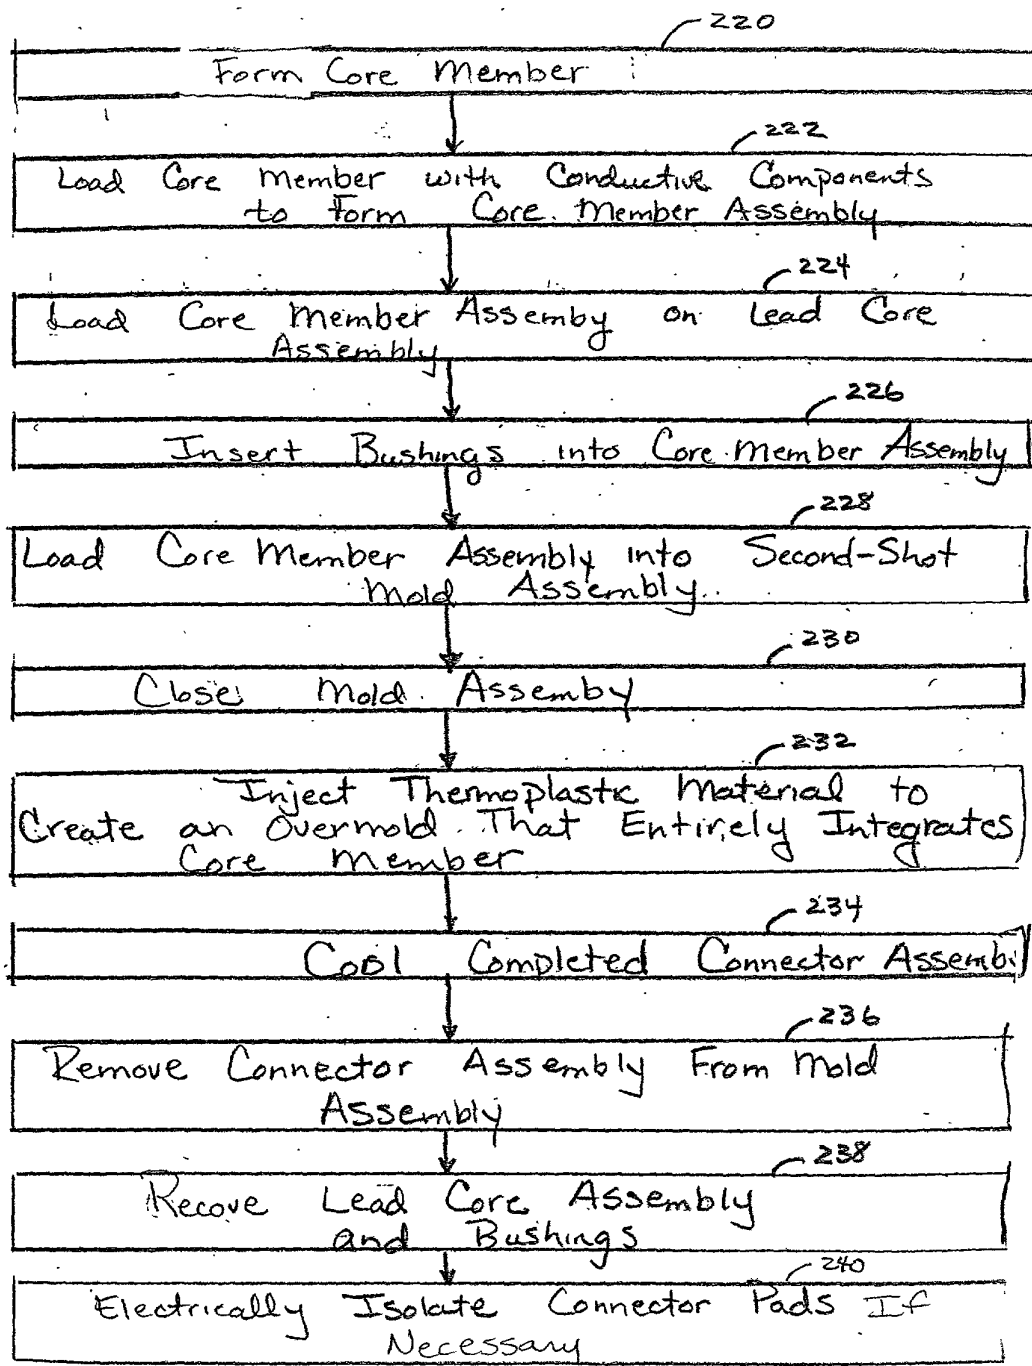 220
Form Core Member
222
Load Core Member with Conductive Components
to Form Core Member Assembly
224
Load Core Member Assemby on Lead Core
Assembly
226
Insert Bushings into Core Member Assembly
228
Load Core Member Assembly into Second-Shot
Mold Assembly
230
Close Mold Assemby
232
Inject Thermoplastic Material to
Create an Overmold That Entirely Integrates
Core Member
234
Cool Completed Connector Assembl
236
Remove Connector Assembly From Mold
Assembly
238
Recove Lead Core Assembly
and Bushings
240
Electrically Isolate Connector Pads If
Necessary